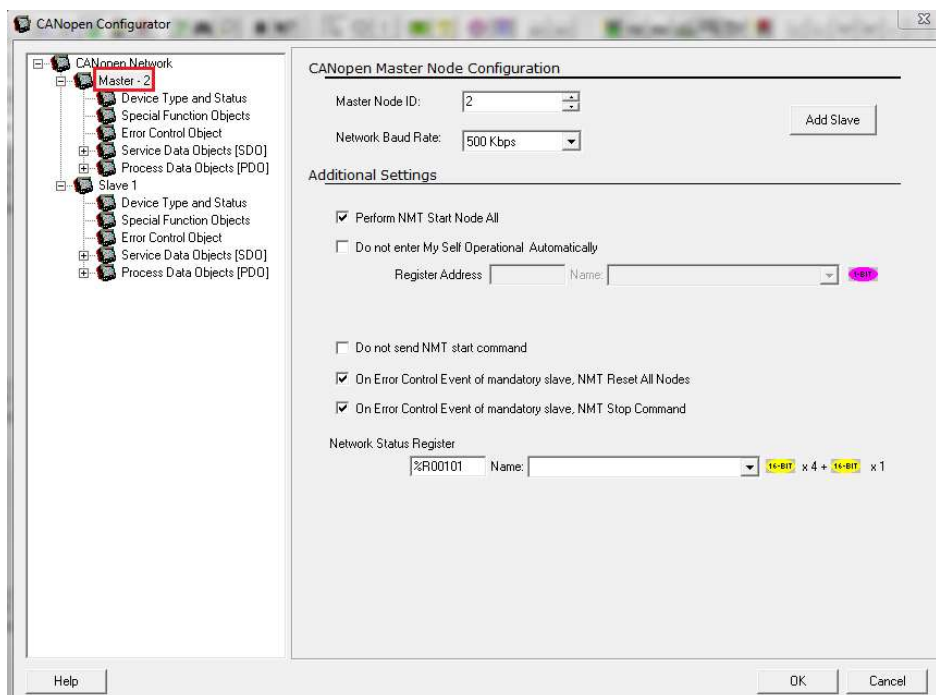 CANopen Configurator
CANopen Network
Master - 2
Device Type and Status
Special Function Objects
Error Control Object
Service Data Objects [SDO]
Process Data Objects [PDO]
Slave 1
Device Type and Status
Special Function Objects
Error Control Object
Service Data Objects [SDO]
Process Data Objects [PDO]
CANopen Master Node Configuration
Master Node ID: 2
Add Slave
Network Baud Rate: 500 Kbps
Additional Settings
Perform NMT Start Node All
Do not enter My Self Operational Automatically
Register Address Name: 1-BIT
Do not send NMT start command
On Error Control Event of mandatory slave, NMT Reset All Nodes
On Error Control Event of mandatory slave, NMT Stop Command
Network Status Register
%R00101 Name: 16-BIT x 4 + 16-BIT x 1
Help OK Cancel